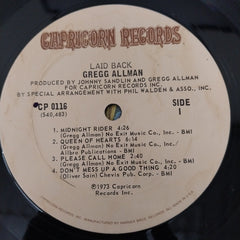 CAPRICORN RECORDS
LAID BACK
GREGG ALLMAN
PRODUCED BY JOHNNY SANDLIN AND GREGG ALLMAN
FOR CAPRICORN RECORDS INC.
BY SPECIAL ARRANGEMENT WITH PHIL WALDEN & ASSO., INC.
CP 0116
(S40,483)
SIDE
1
1 MIDNIGHT RIDER 4:26
(Gregg Allman) No Exit Music Co., Inc. - BMI
2 QUEEN OF HEARTS 6:14
(Gregg Allman) No Exit Music Co., Inc./
Allbro Publications - BMI
3 PLEASE CALL HOME 2:40
(Gregg Allman) No Exit Music Co., Inc. - BMI
4 DON'T MESS UP A GOOD THING 4:10
(Oliver Sain) Chevis Pub. Corp. - BMI
℗1973 Capricorn
Records Inc.